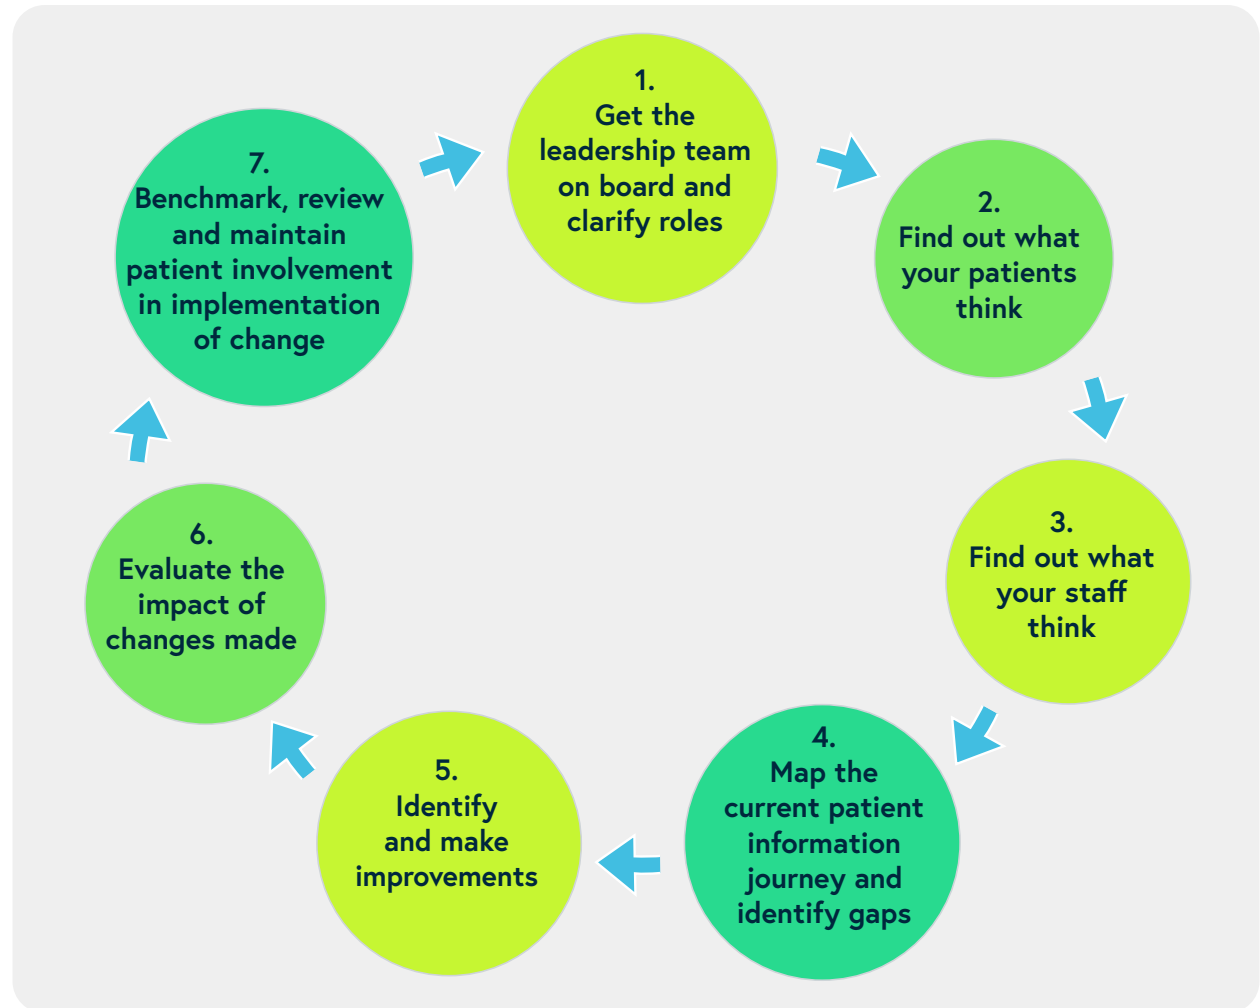 1.
Get the
leadership team
on board and
clarify roles
2.
Find out what
your patients
think
3.
Find out what
your staff
think
4.
Map the
current patient
information
journey and
identify gaps
5.
Identify
and make
improvements
6.
Evaluate the
impact of
changes made
7.
Benchmark, review
and maintain
patient involvement
in implementation
of change